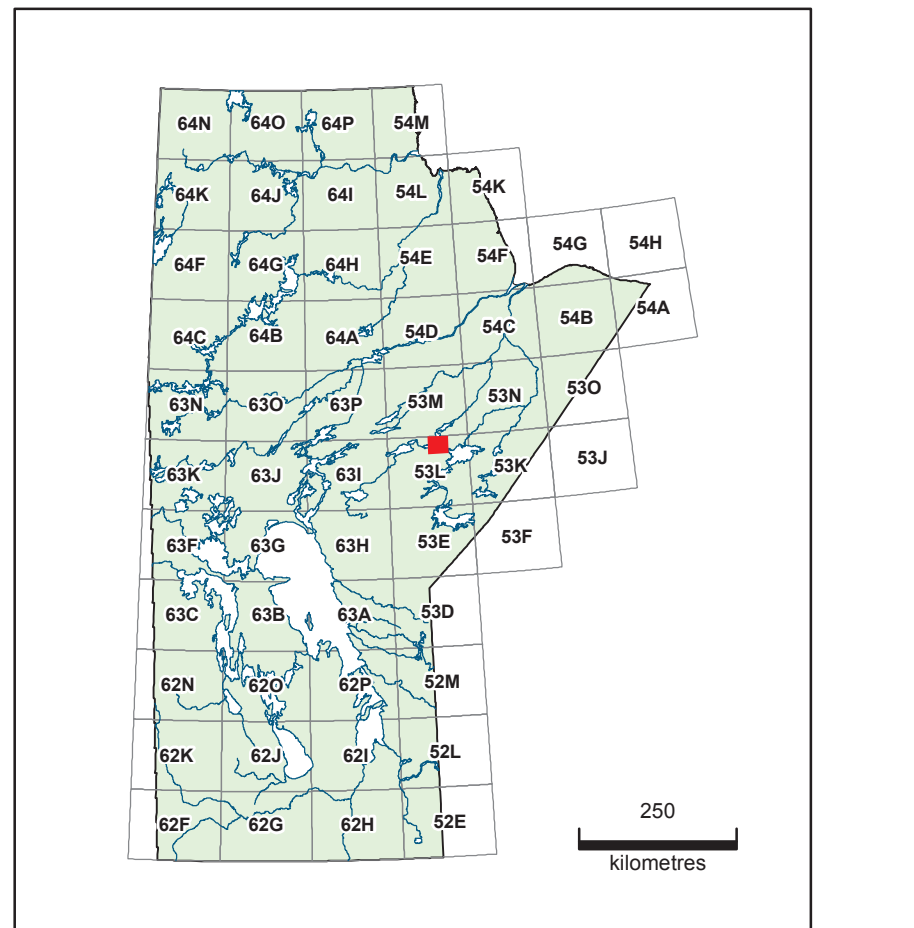 64N 64O 64P 54M
64K 64J 64I 54L 54K
64F 64G 64H 54E 54F 54G 54H
64C 64B 64A 54D 54C 54B 54A
63N 63O 63P 53M 53N 53O
63K 63J 63I 53L 53K 53J
63F 63G 63H 53E 53F
63C 63B 63A 53D
62N 62O 62P 52M
62K 62J 62I 52L
62F 62G 62H 52E
250
kilometres